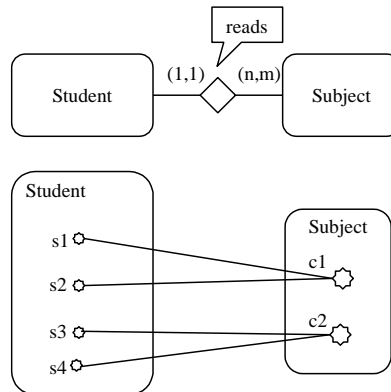 reads
(1,1) (n,m)
Student Subject
Student
Subject
s1
c1
s2
c2
s3
s4